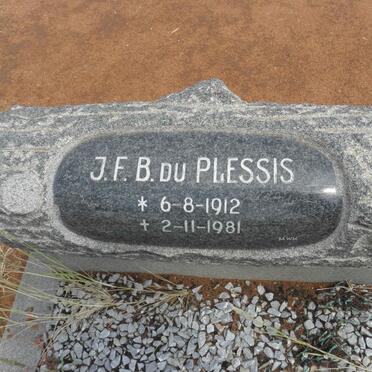 J.F.B. DU PLESSIS
* 6-8-1912
+ 2-11-1981